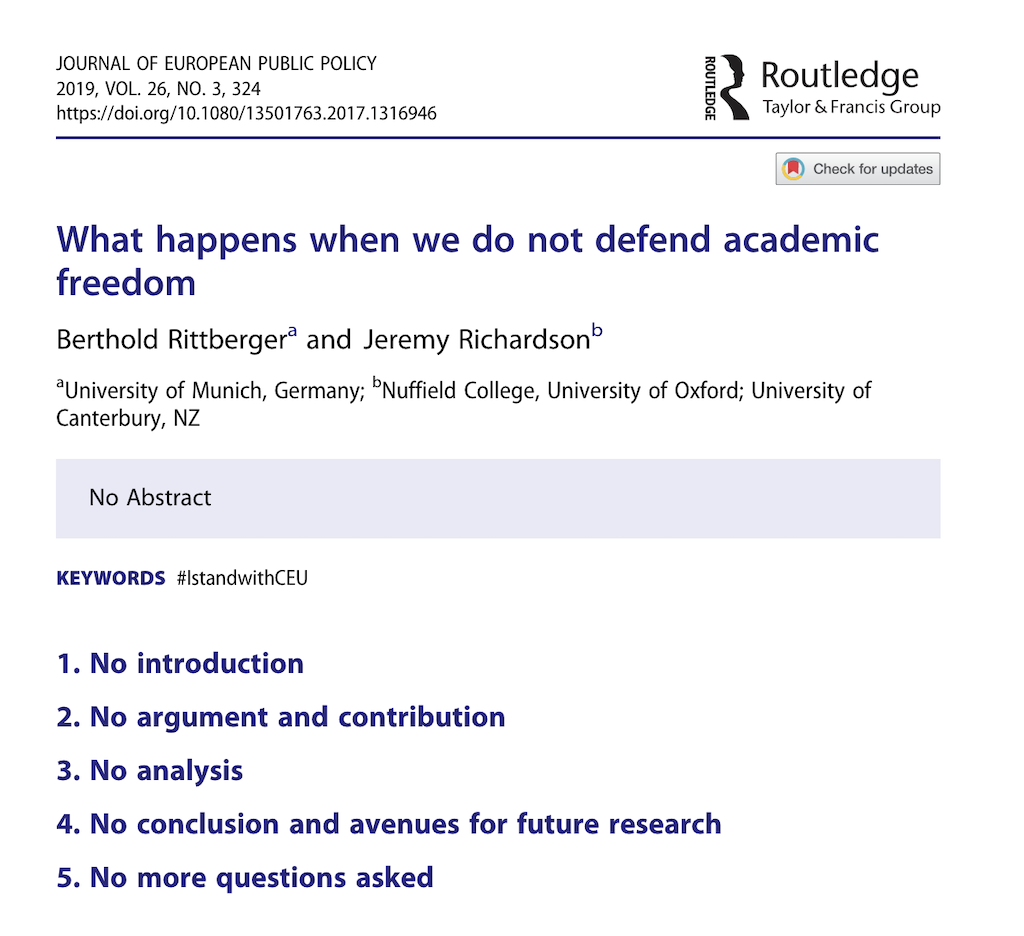 JOURNAL OF EUROPEAN PUBLIC POLICY
2019, VOL. 26, NO. 3, 324
https://doi.org/10.1080/13501763.2017.1316946
ROUTLEDGE
Routledge
Taylor & Francis Group
Check for updates
What happens when we do not defend academic
freedom
Berthold Rittbergerᵃ and Jeremy Richardsonᵇ
ᵃUniversity of Munich, Germany; ᵇNuffield College, University of Oxford; University of
Canterbury, NZ
No Abstract
KEYWORDS #IstandwithCEU
1. No introduction
2. No argument and contribution
3. No analysis
4. No conclusion and avenues for future research
5. No more questions asked